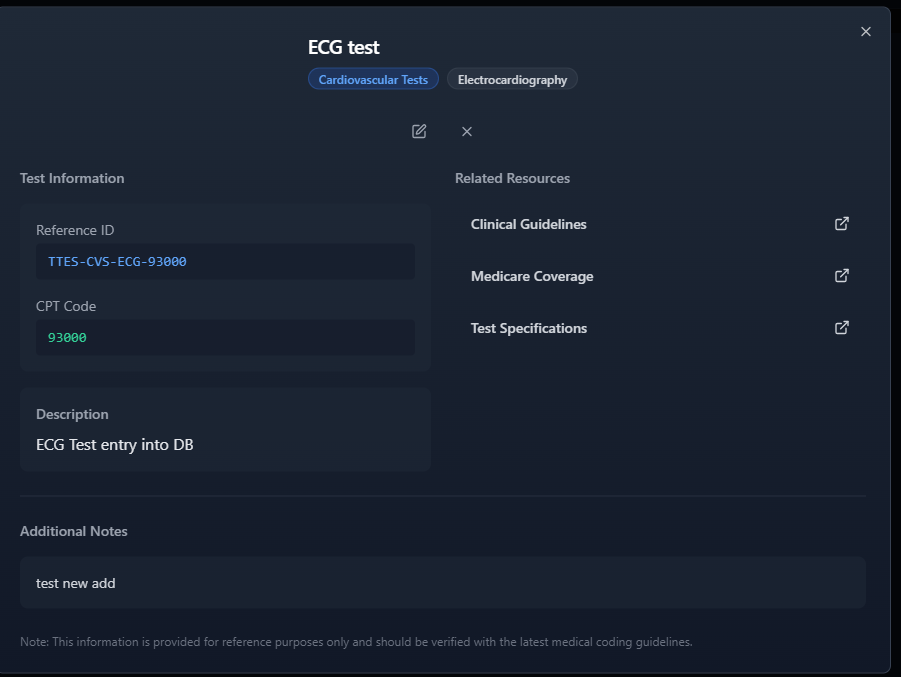 ECG test
Cardiovascular Tests
Electrocardiography
Test Information
Reference ID
TTES-CVS-ECG-93000
CPT Code
93000
Description
ECG Test entry into DB
Related Resources
Clinical Guidelines
Medicare Coverage
Test Specifications
Additional Notes
test new add
Note: This information is provided for reference purposes only and should be verified with the latest medical coding guidelines.